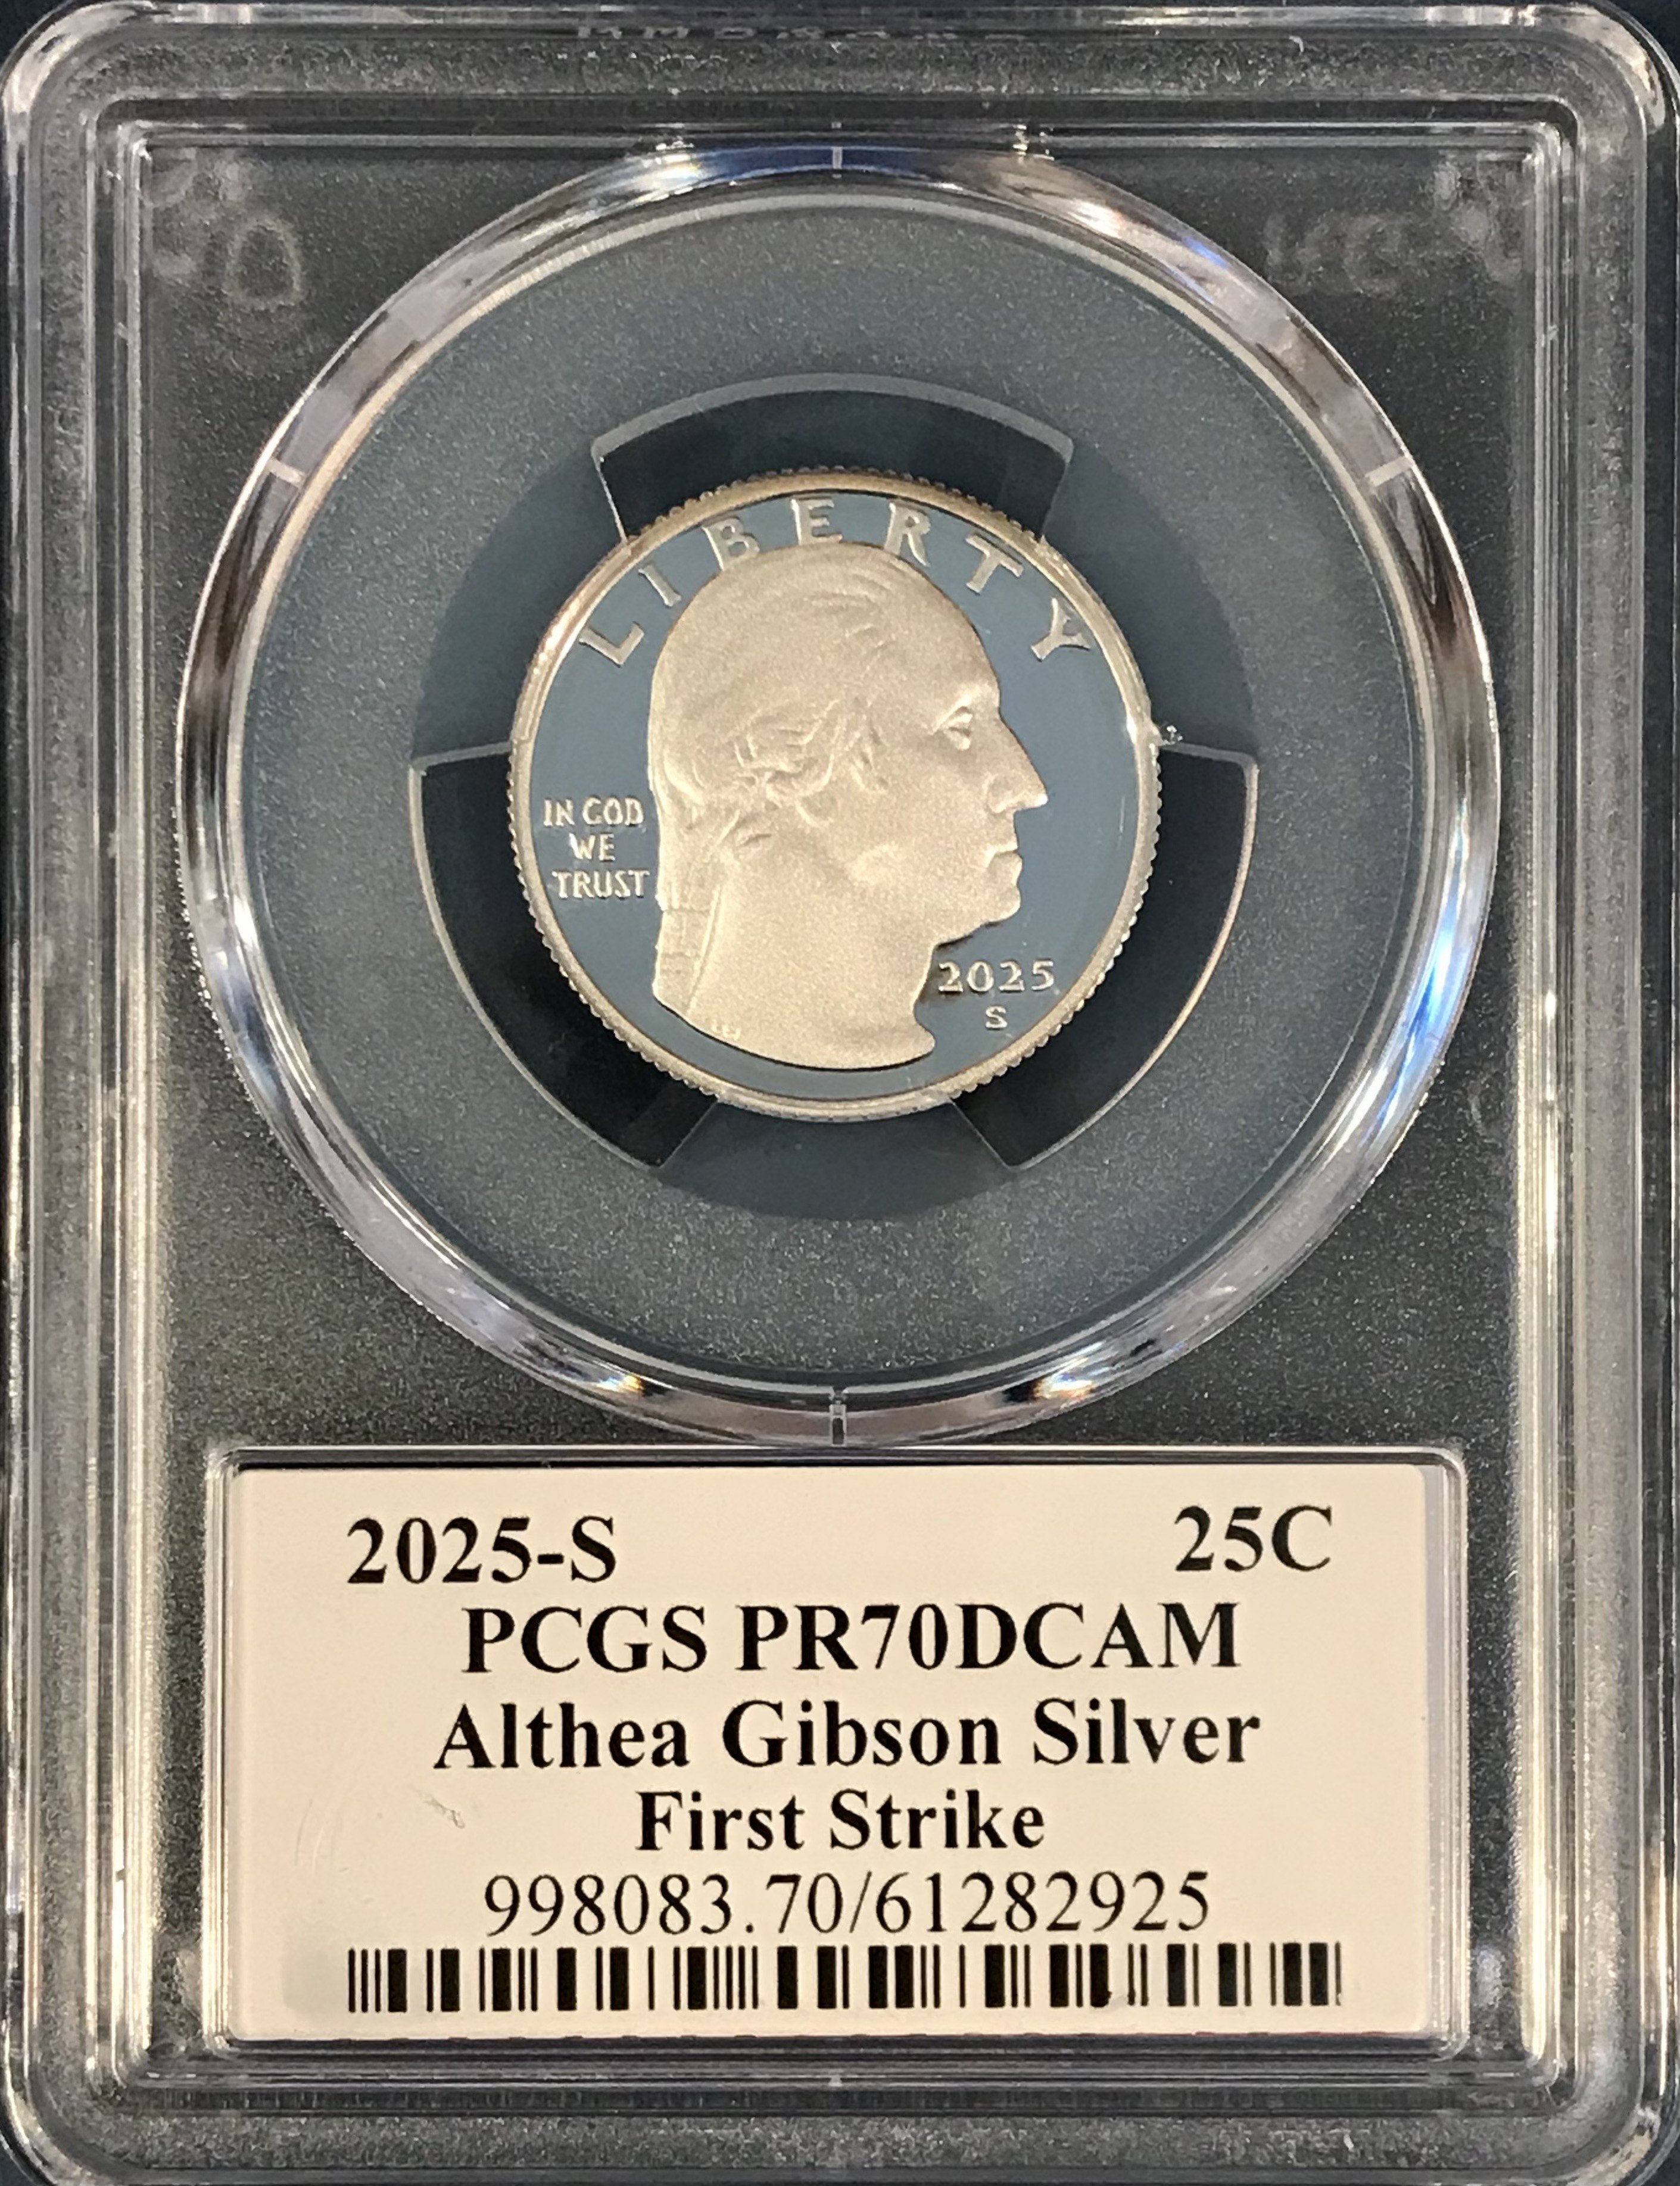 LIBERTY
IN GOD
WE
TRUST
2025
S
2025-S 25C
PCGS PR70DCAM
Althea Gibson Silver
First Strike
998083.70/61282925